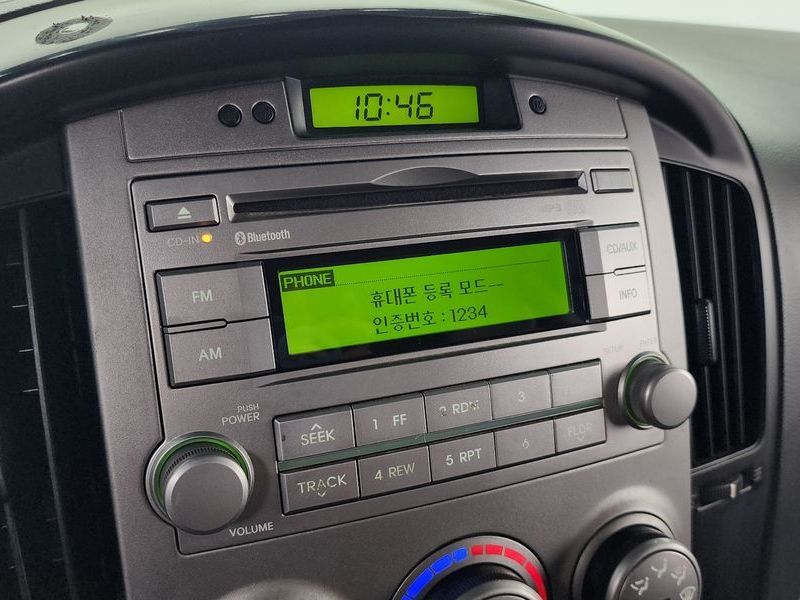 10:46
CD-IN
Bluetooth
CD/AUX
PHONE
휴대폰 등록 모드--
인증번호 : 1234
FM
INFO
AM
PUSH
POWER
SETUP
ENTER
SEEK
1 FF
2 RDM
3
TRACK
4 REW
5 RPT
6
FLDR
VOLUME